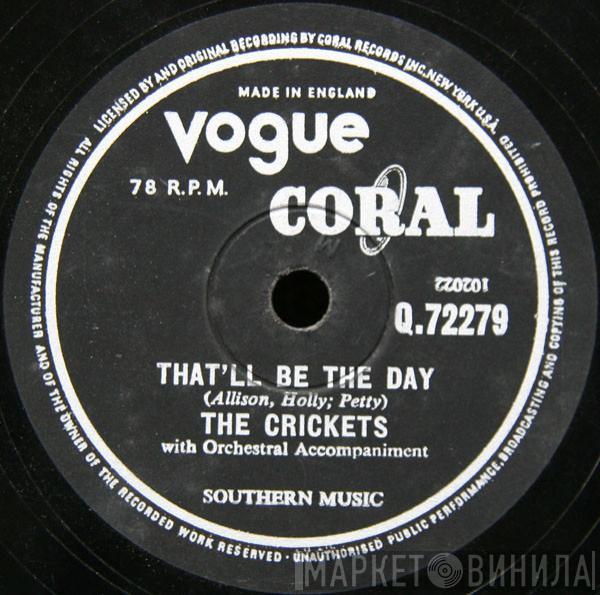 ALL RIGHTS OF THE MANUFACTURER AND OF THE OWNER OF THE RECORDED WORK RESERVED · UNAUTHORISED PUBLIC PERFORMANCE, BROADCASTING AND COPYING OF THIS RECORD PROHIBITED
LICENSED BY AND ORIGINAL RECORDING BY CORAL RECORDS INC. NEW YORK U.S.A.
MADE IN ENGLAND
vogue
78 R.P.M.
CORAL
102022
Q.72279
THAT'LL BE THE DAY
(Allison, Holly; Petty)
THE CRICKETS
with Orchestral Accompaniment
SOUTHERN MUSIC
МАРКЕТ ВИНИЛА